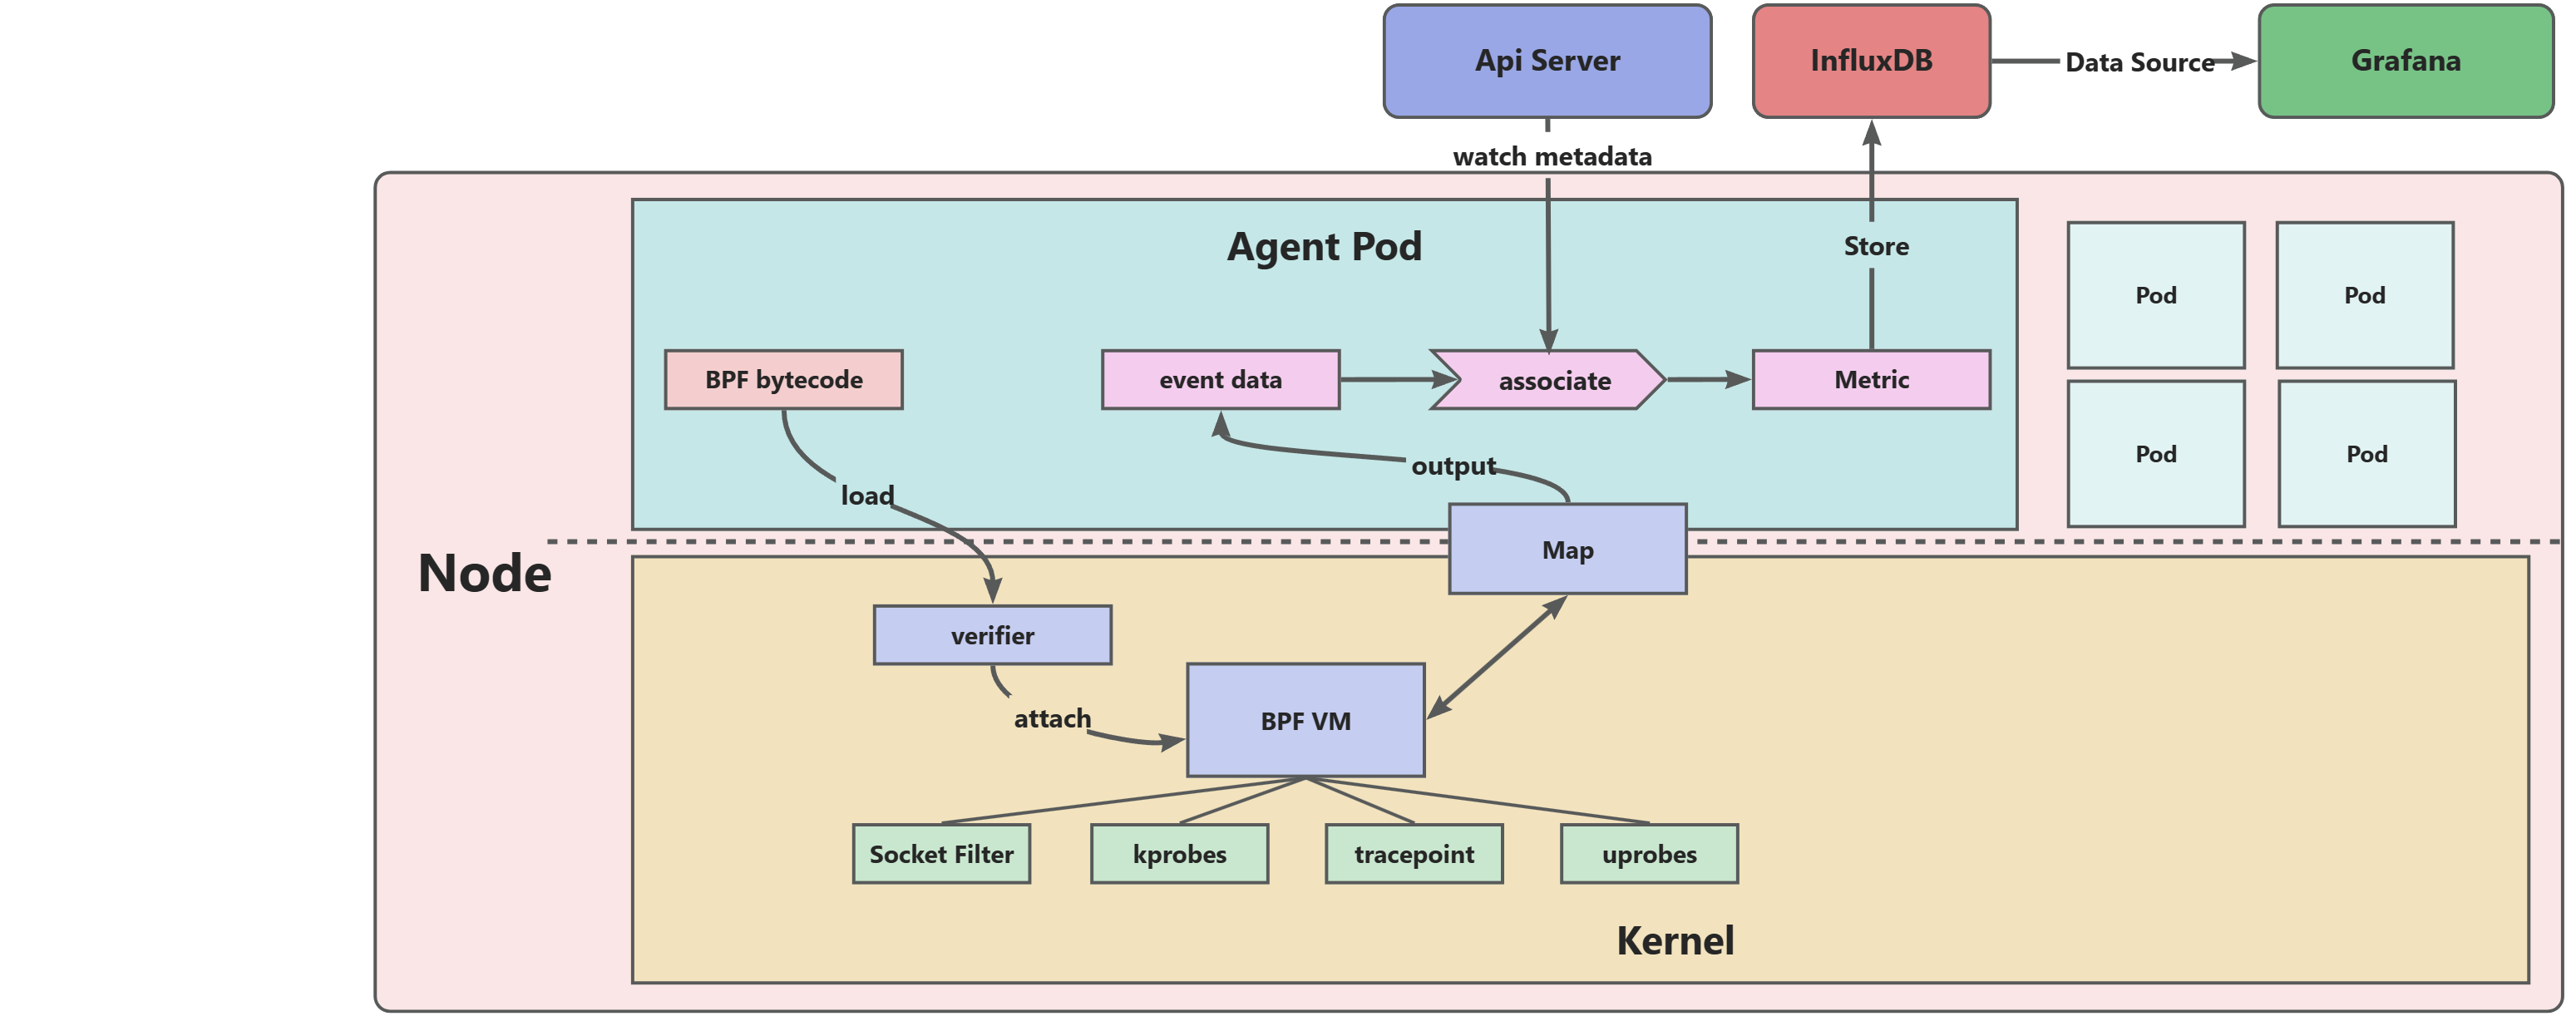 Api Server
InfluxDB
Data Source
Grafana
watch metadata
Agent Pod
Store
Pod
Pod
BPF bytecode
event data
associate
Metric
Pod
Pod
output
load
Map
Node
verifier
attach
BPF VM
Socket Filter
kprobes
tracepoint
uprobes
Kernel